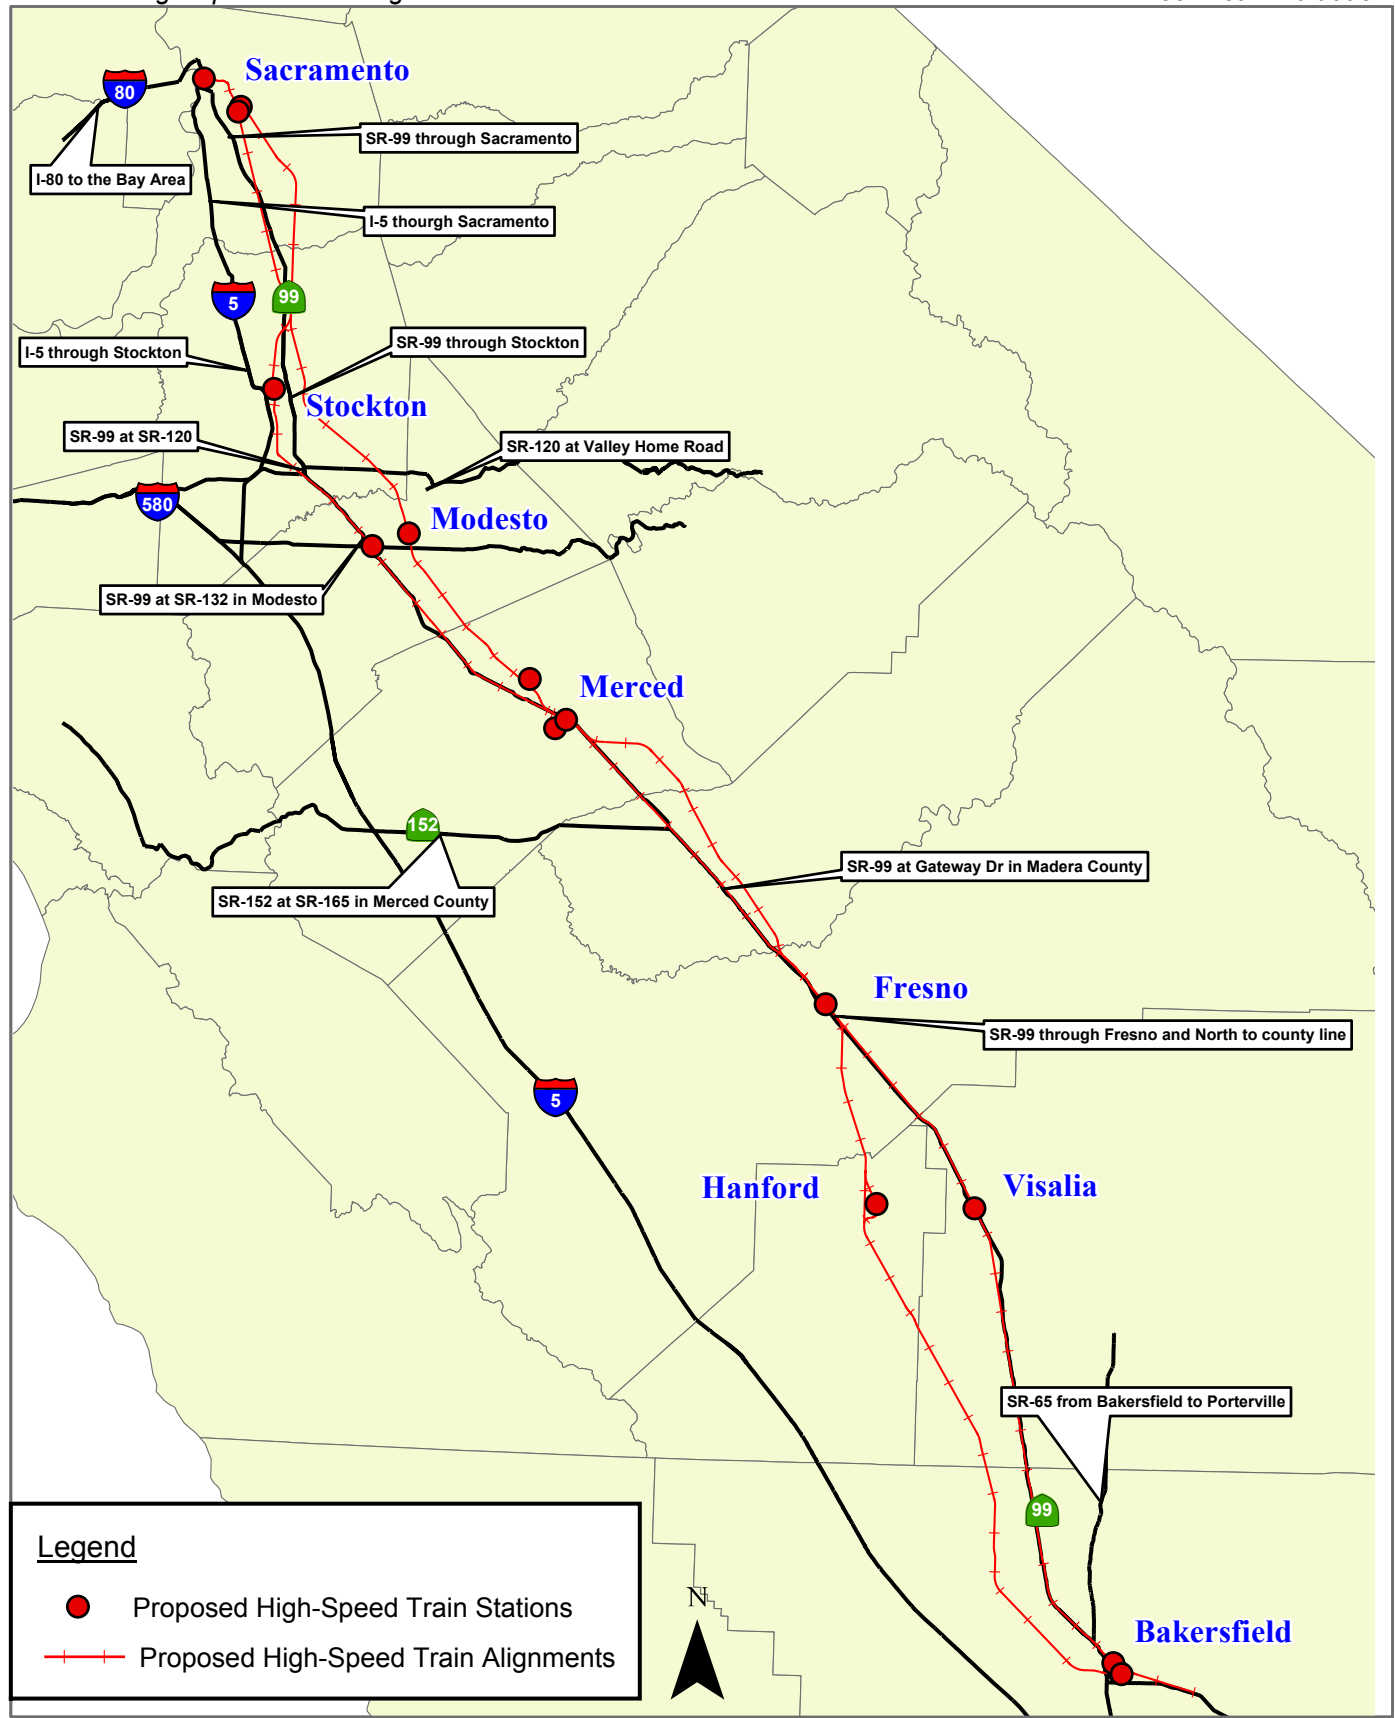 Sacramento
80
SR-99 through Sacramento
I-80 to the Bay Area
I-5 thourgh Sacramento
99
5
SR-99 through Stockton
I-5 through Stockton
Stockton
SR-99 at SR-120
SR-120 at Valley Home Road
580
Modesto
SR-99 at SR-132 in Modesto
Merced
152
SR-99 at Gateway Dr in Madera County
SR-152 at SR-165 in Merced County
Fresno
SR-99 through Fresno and North to county line
5
Hanford
Visalia
SR-65 from Bakersfield to Porterville
99
Legend
Proposed High-Speed Train Stations
Proposed High-Speed Train Alignments
N
Bakersfield